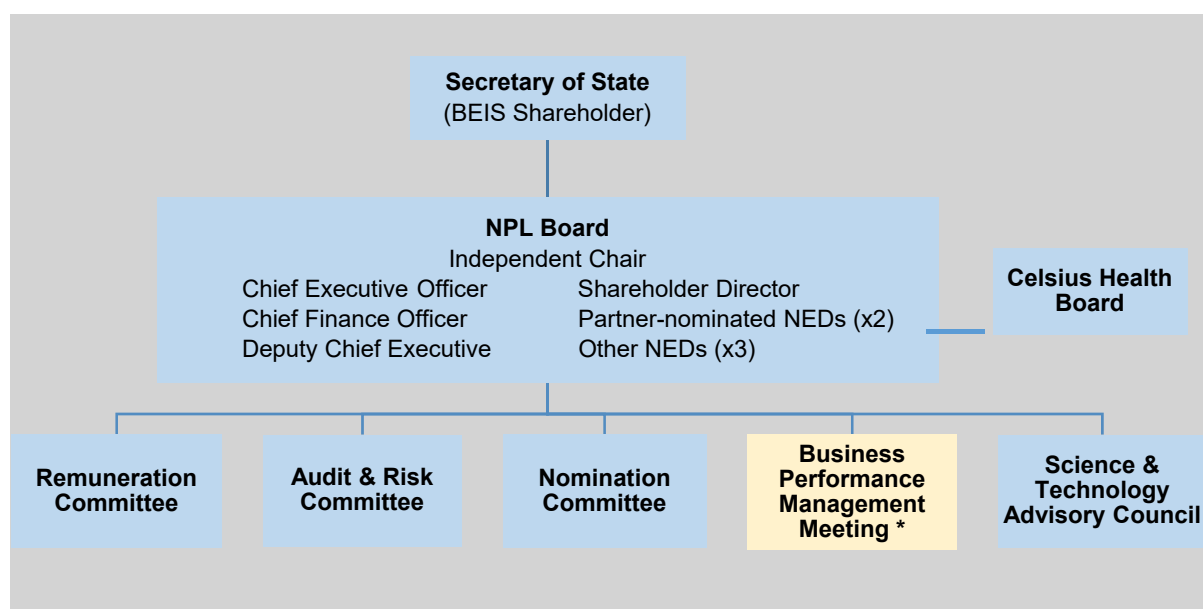 Secretary of State
(BEIS Shareholder)
NPL Board
Independent Chair
Chief Executive Officer
Shareholder Director
Chief Finance Officer
Partner-nominated NEDs (x2)
Deputy Chief Executive
Other NEDs (x3)
Celsius Health
Board
Remuneration
Committee
Audit & Risk
Committee
Nomination
Committee
Business
Performance
Management
Meeting *
Science &
Technology
Advisory Council